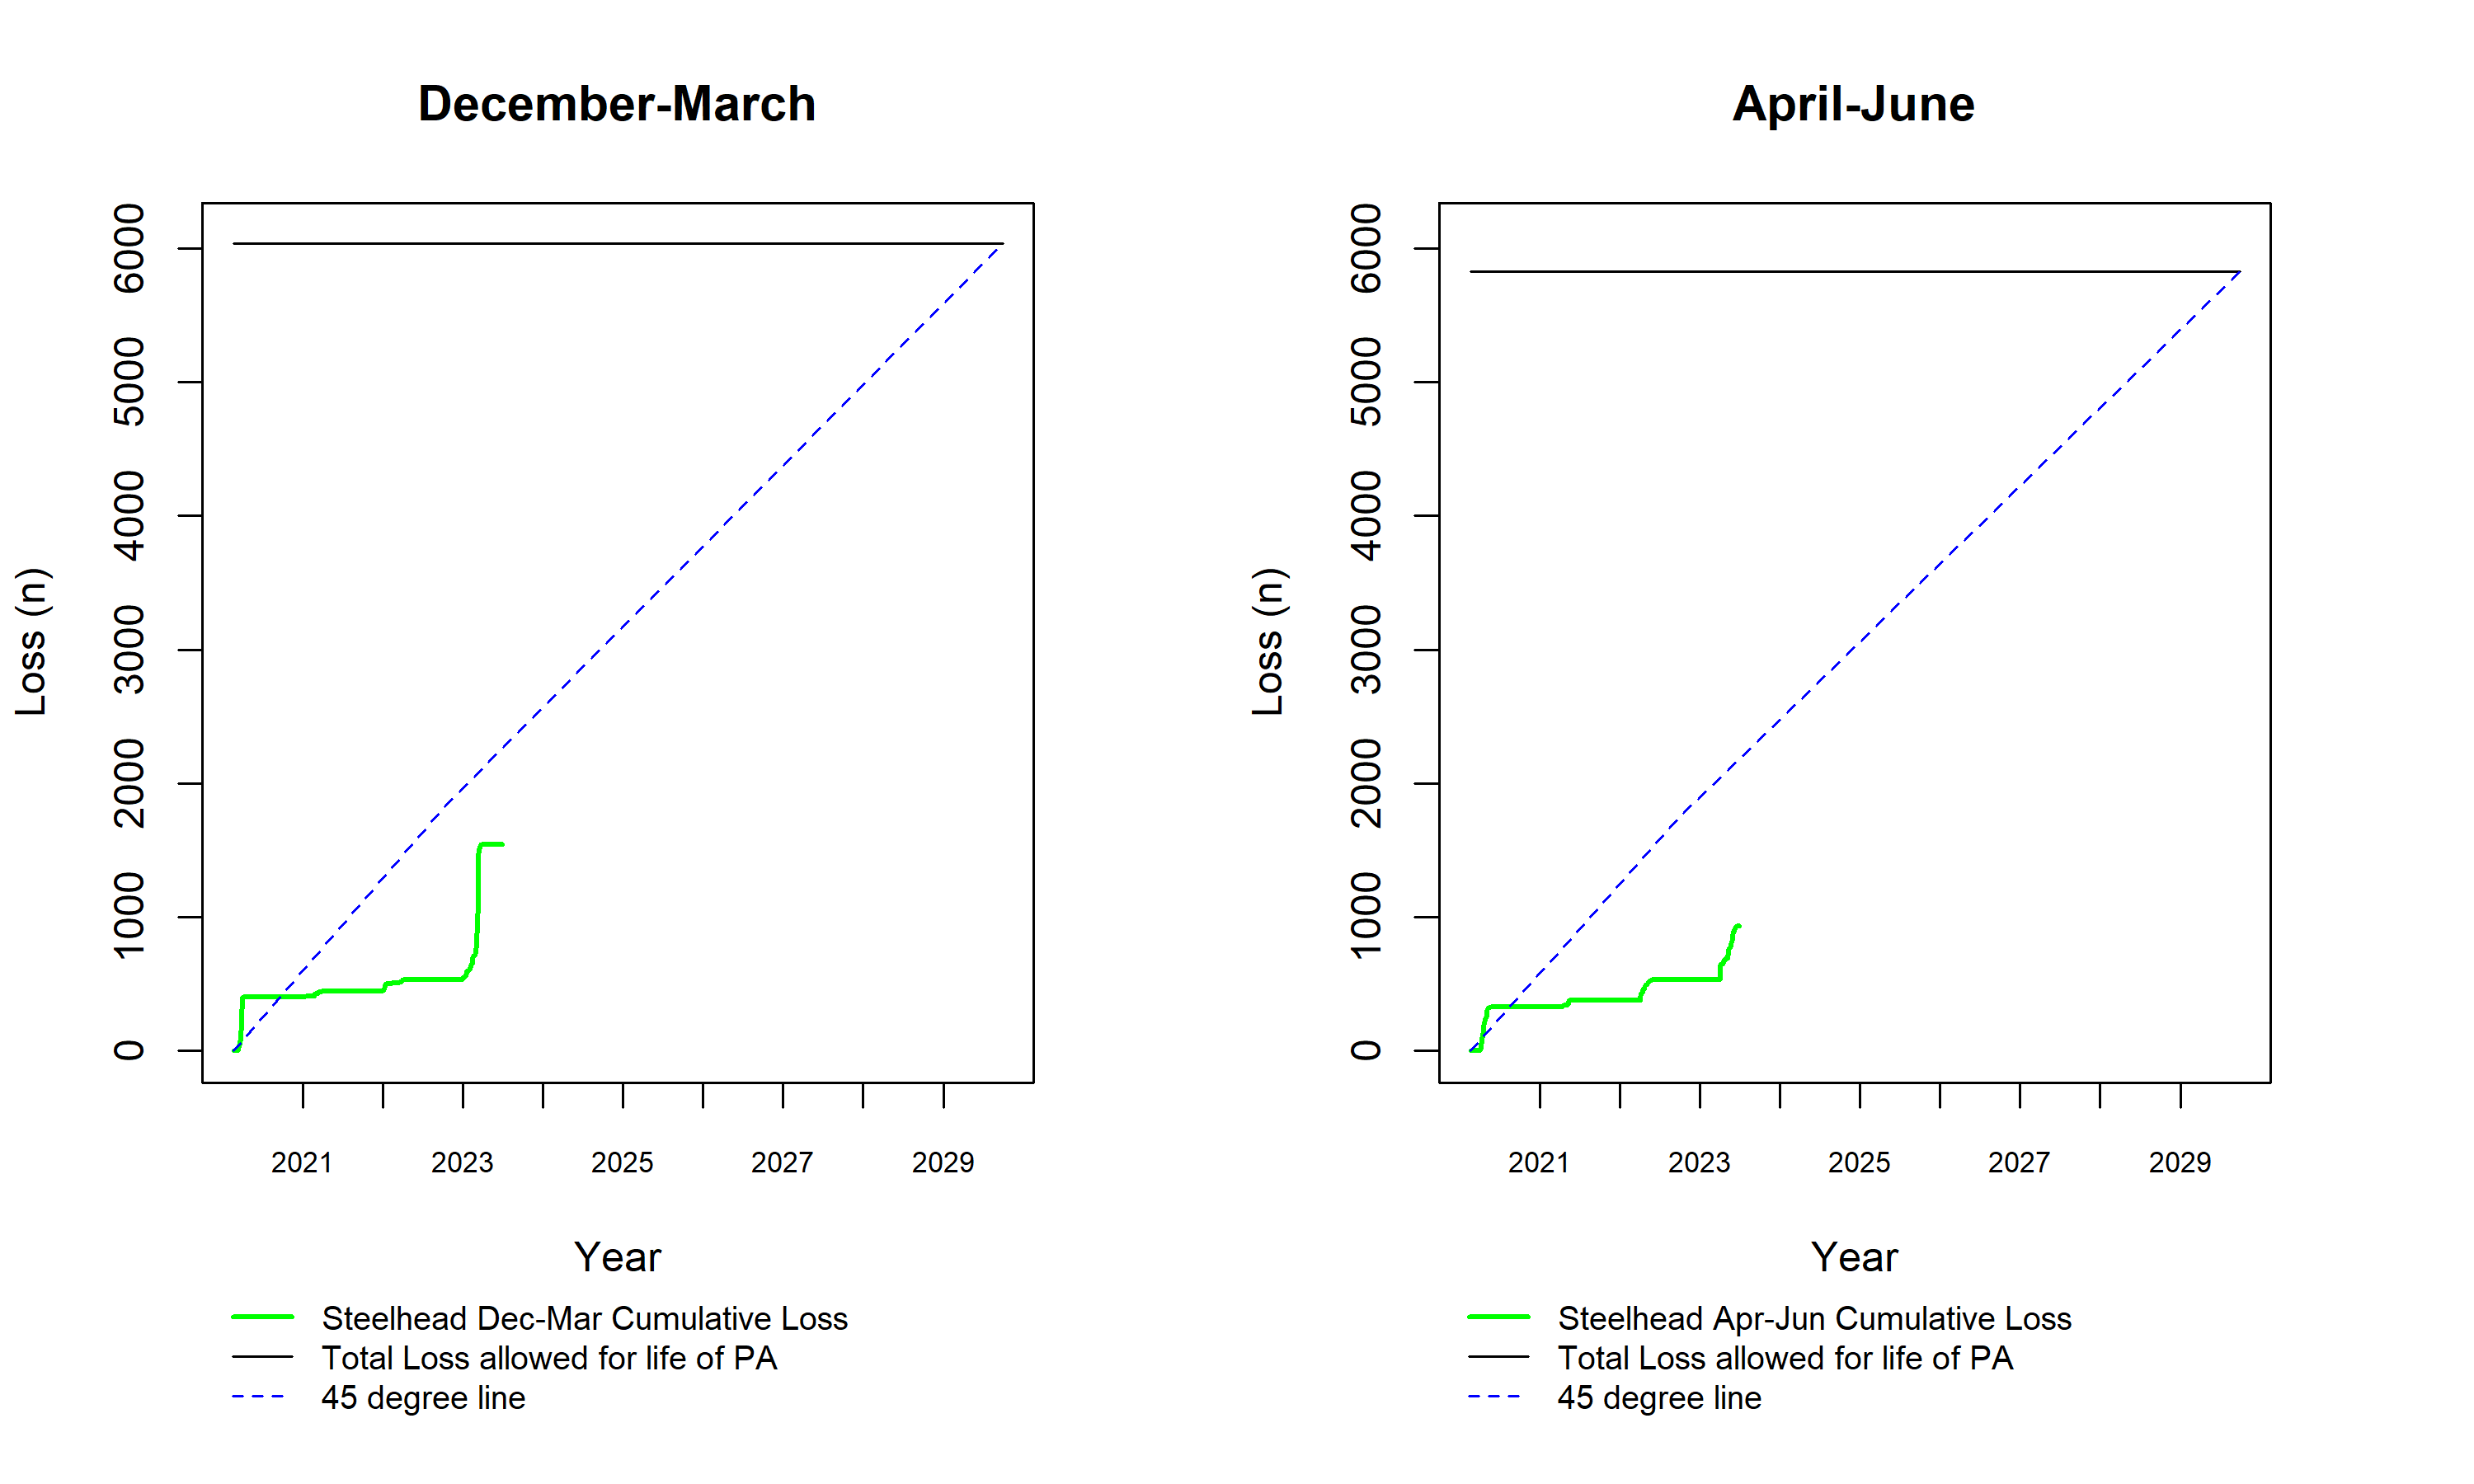 December-March
Loss (n)
6000
5000
4000
3000
2000
1000
0
2021 2023 2025 2027 2029
Year
Steelhead Dec-Mar Cumulative Loss
Total Loss allowed for life of PA
45 degree line
April-June
Loss (n)
6000
5000
4000
3000
2000
1000
0
2021 2023 2025 2027 2029
Year
Steelhead Apr-Jun Cumulative Loss
Total Loss allowed for life of PA
45 degree line